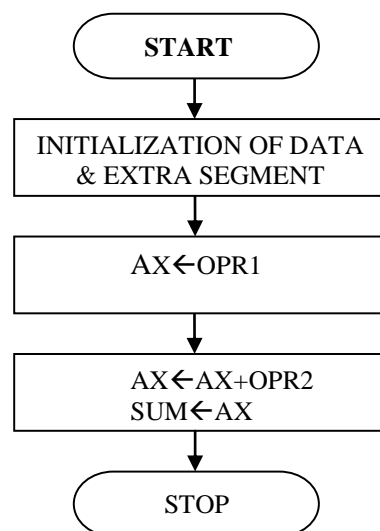 START
INITIALIZATION OF DATA
& EXTRA SEGMENT
AX←OPR1
AX←AX+OPR2
SUM←AX
STOP